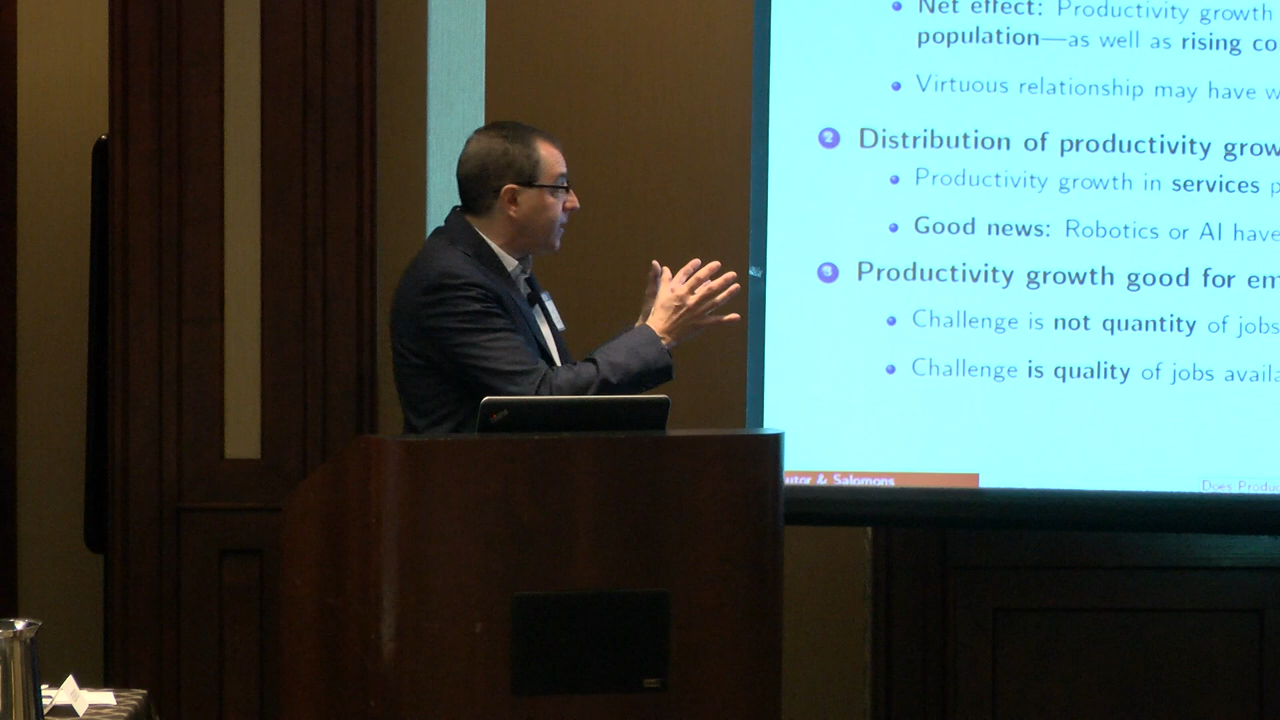 Net effect: Productivity growth
population—as well as rising co
Virtuous relationship may have w
2 Distribution of productivity grow
Productivity growth in services p
Good news: Robotics or AI have
3 Productivity growth good for em
Challenge is not quantity of jobs
Challenge is quality of jobs availa
utor & Salomons
Does Produc